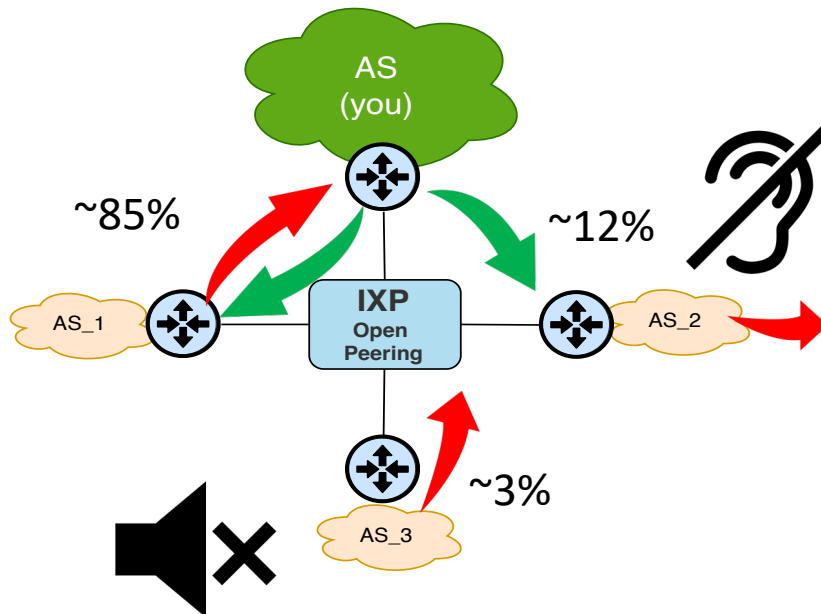 AS
(you)
~85%
~12%
AS_1
IXP
Open
Peering
AS_2
~3%
AS_3